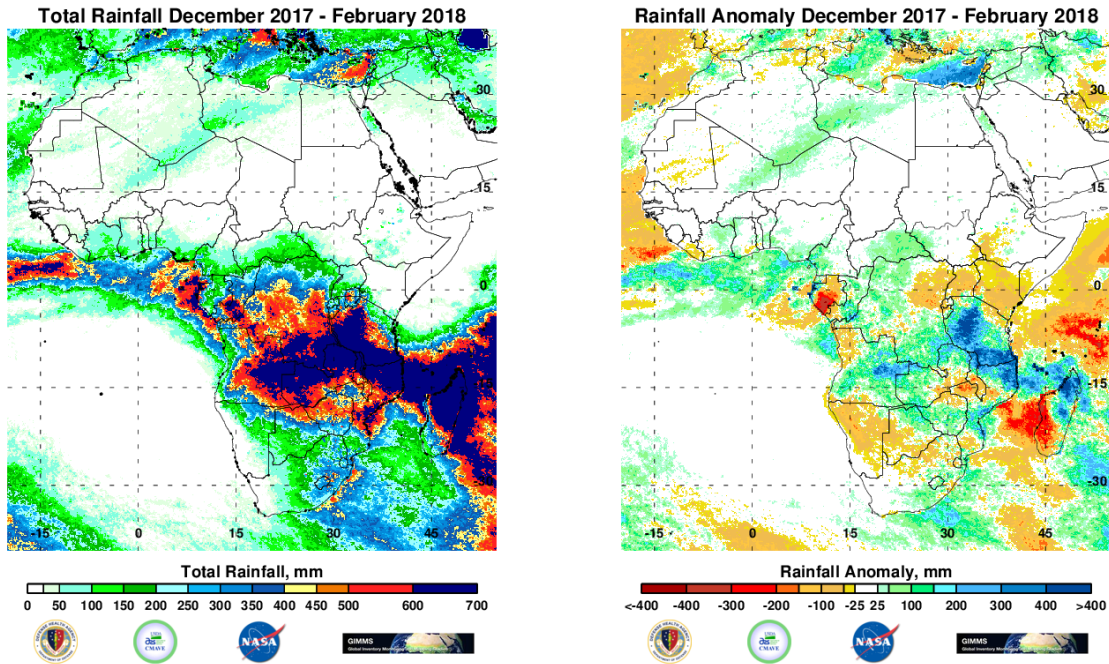 Total Rainfall December 2017 - February 2018
30
15
0
-15
-30
-15 0 15 30 45
Total Rainfall, mm
0 50 100 150 200 250 300 350 400 450 500 600 700
CMAVE
NASA
GIMMS
Rainfall Anomaly December 2017 - February 2018
30
15
0
-15
-30
-15 0 15 30 45
Rainfall Anomaly, mm
<-400 -400 -300 -200 -100 -25 25 100 200 300 400 >400
CMAVE
NASA
GIMMS